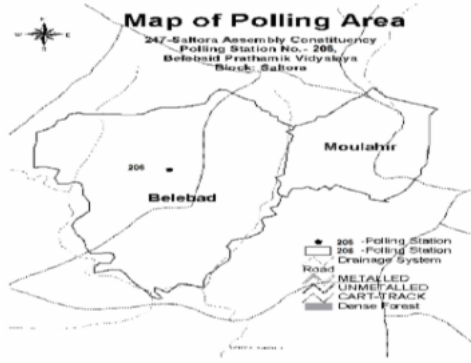 Map of Polling Area
247-Saltora Assembly Constituency
Polling Station No.- 206,
Belebaid Prathamik Vidyalaya
Block: Saltora
W
E
Moulahir
206
Belebad
206 -Polling Station
206 -Polling Station
Drainage System
Road
METALLED
UNMETALLED
CART-TRACK
Dense Forest